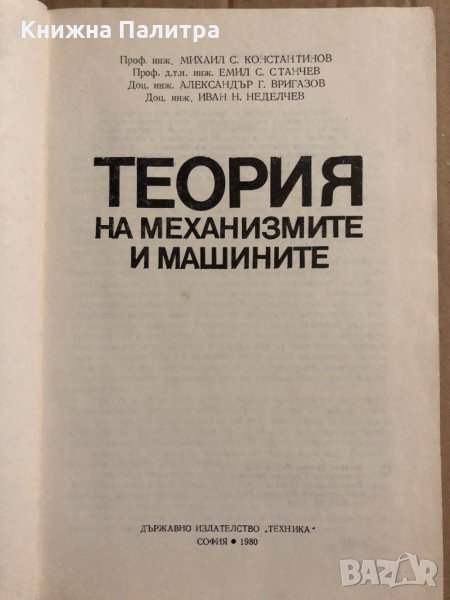 Книжна Палитра
Проф. инж. МИХАИЛ С. КОНСТАНТИНОВ
Проф. д.т.н. инж. ЕМИЛ С. СТАНЧЕВ
Доц. инж. АЛЕКСАНДЪР Г. ВРИГАЗОВ
Доц. инж. ИВАН Н. НЕДЕЛЧЕВ
ТЕОРИЯ
НА МЕХАНИЗМИТЕ
И МАШИНИТЕ
ДЪРЖАВНО ИЗДАТЕЛСТВО „ТЕХНИКА“
СОФИЯ • 1980
BAZAR